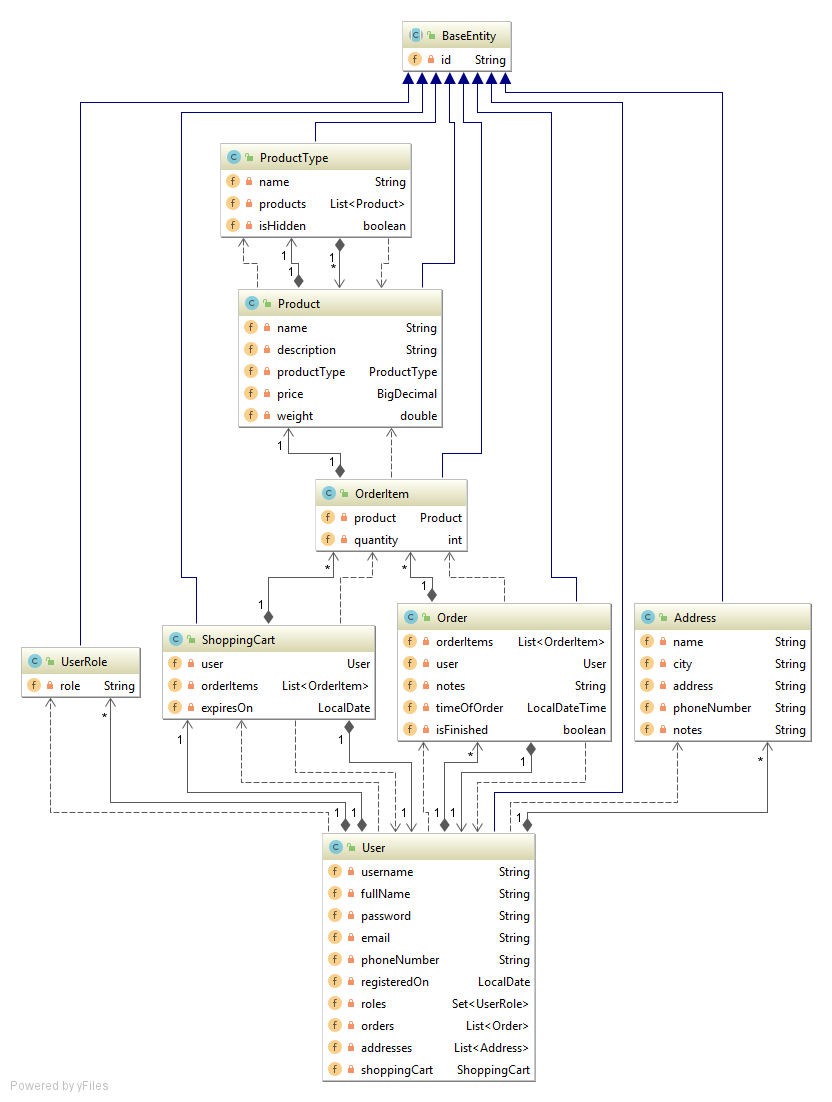 BaseEntity
id String
ProductType
name String
products List<Product>
isHidden boolean
1 1 1 *
Product
name String
description String
productType ProductType
price BigDecimal
weight double
1 1
OrderItem
product Product
quantity int
* 1 * 1
Order
orderItems List<OrderItem>
user User
notes String
timeOfOrder LocalDateTime
isFinished boolean
Address
name String
city String
address String
phoneNumber String
notes String
ShoppingCart
user User
orderItems List<OrderItem>
expiresOn LocalDate
UserRole
role String
* 1 1 * 1 *
1 1 1 1 1 1
User
username String
fullName String
password String
email String
phoneNumber String
registeredOn LocalDate
roles Set<UserRole>
orders List<Order>
addresses List<Address>
shoppingCart ShoppingCart
Powered by yFiles